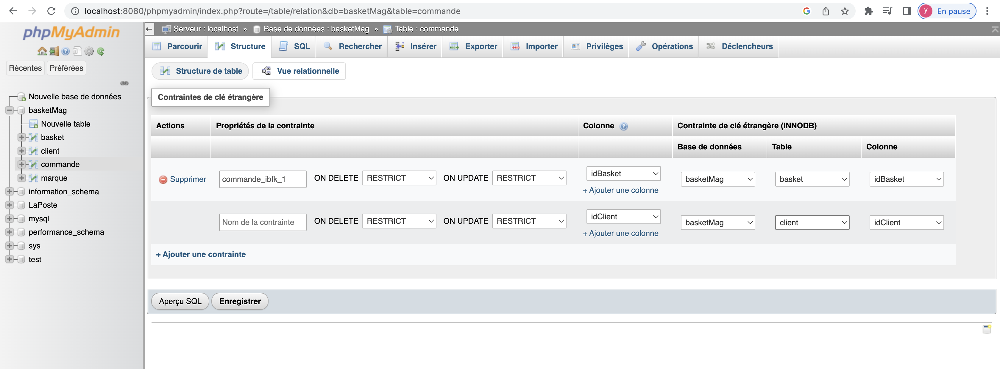 localhost:8080/phpmyadmin/index.php?route=/table/relation&db=basketMag&table=commande
y En pause
phpMyAdmin
Récentes Préférées
Nouvelle base de données
basketMag
Nouvelle table
basket
client
commande
marque
information_schema
LaPoste
mysql
performance_schema
sys
test
Serveur : localhost » Base de données : basketMag » Table : commande
Parcourir Structure SQL Rechercher Insérer Exporter Importer Privilèges Opérations Déclencheurs
Structure de table Vue relationnelle
Contraintes de clé étrangère
Actions Propriétés de la contrainte Colonne Contrainte de clé étrangère (INNODB)
Base de données Table Colonne
Supprimer commande_ibfk_1 ON DELETE RESTRICT ON UPDATE RESTRICT idBasket basketMag basket idBasket
+ Ajouter une colonne
Nom de la contrainte ON DELETE RESTRICT ON UPDATE RESTRICT idClient basketMag client idClient
+ Ajouter une colonne
+ Ajouter une contrainte
Aperçu SQL Enregistrer